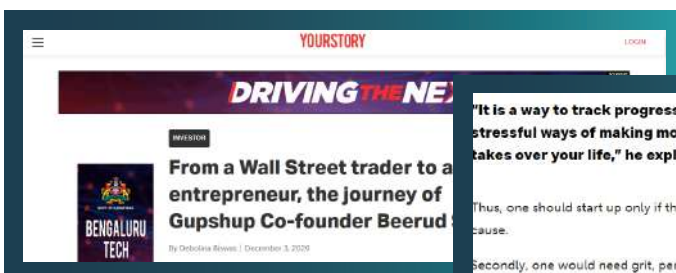 YOURSTORY
LOGIN
DRIVING THE NEX
INVESTOR
From a Wall Street trader to a
entrepreneur, the journey of
Gupshup Co-founder Beerud S
By Debolina Biswas | December 3, 2020
BENGALURU
TECH
"It is a way to track progress
stressful ways of making mo
takes over your life," he expl
Thus, one should start up only if th
cause.
Secondly, one would need grit, per